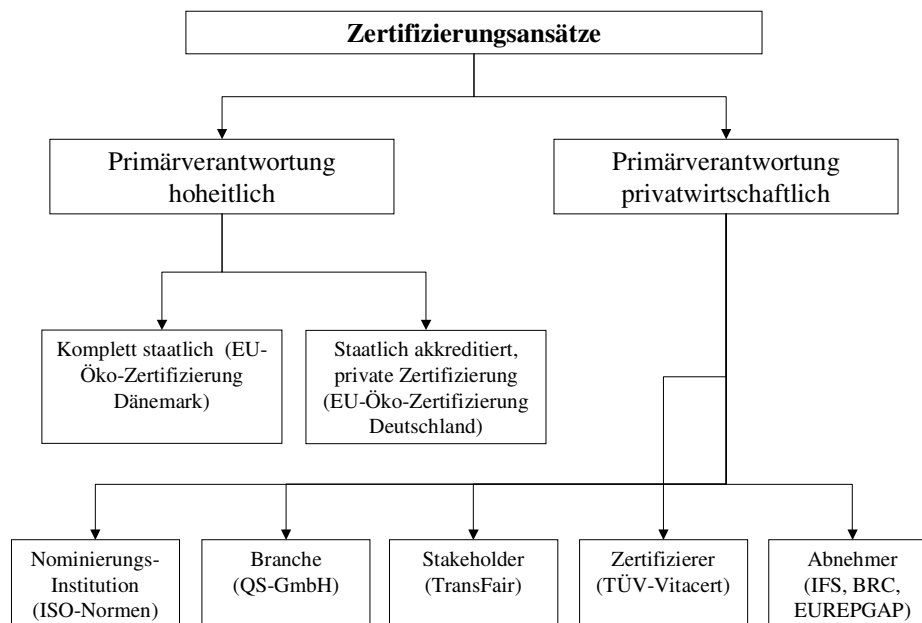 Zertifizierungsansätze
Primärverantwortung
hoheitlich
Primärverantwortung
privatwirtschaftlich
Komplett staatlich (EU-
Öko-Zertifizierung
Dänemark)
Staatlich akkreditiert,
private Zertifizierung
(EU-Öko-Zertifizierung
Deutschland)
Nominierungs-
Institution
(ISO-Normen)
Branche
(QS-GmbH)
Stakeholder
(TransFair)
Zertifizierer
(TÜV-Vitacert)
Abnehmer
(IFS, BRC,
EUREPGAP)